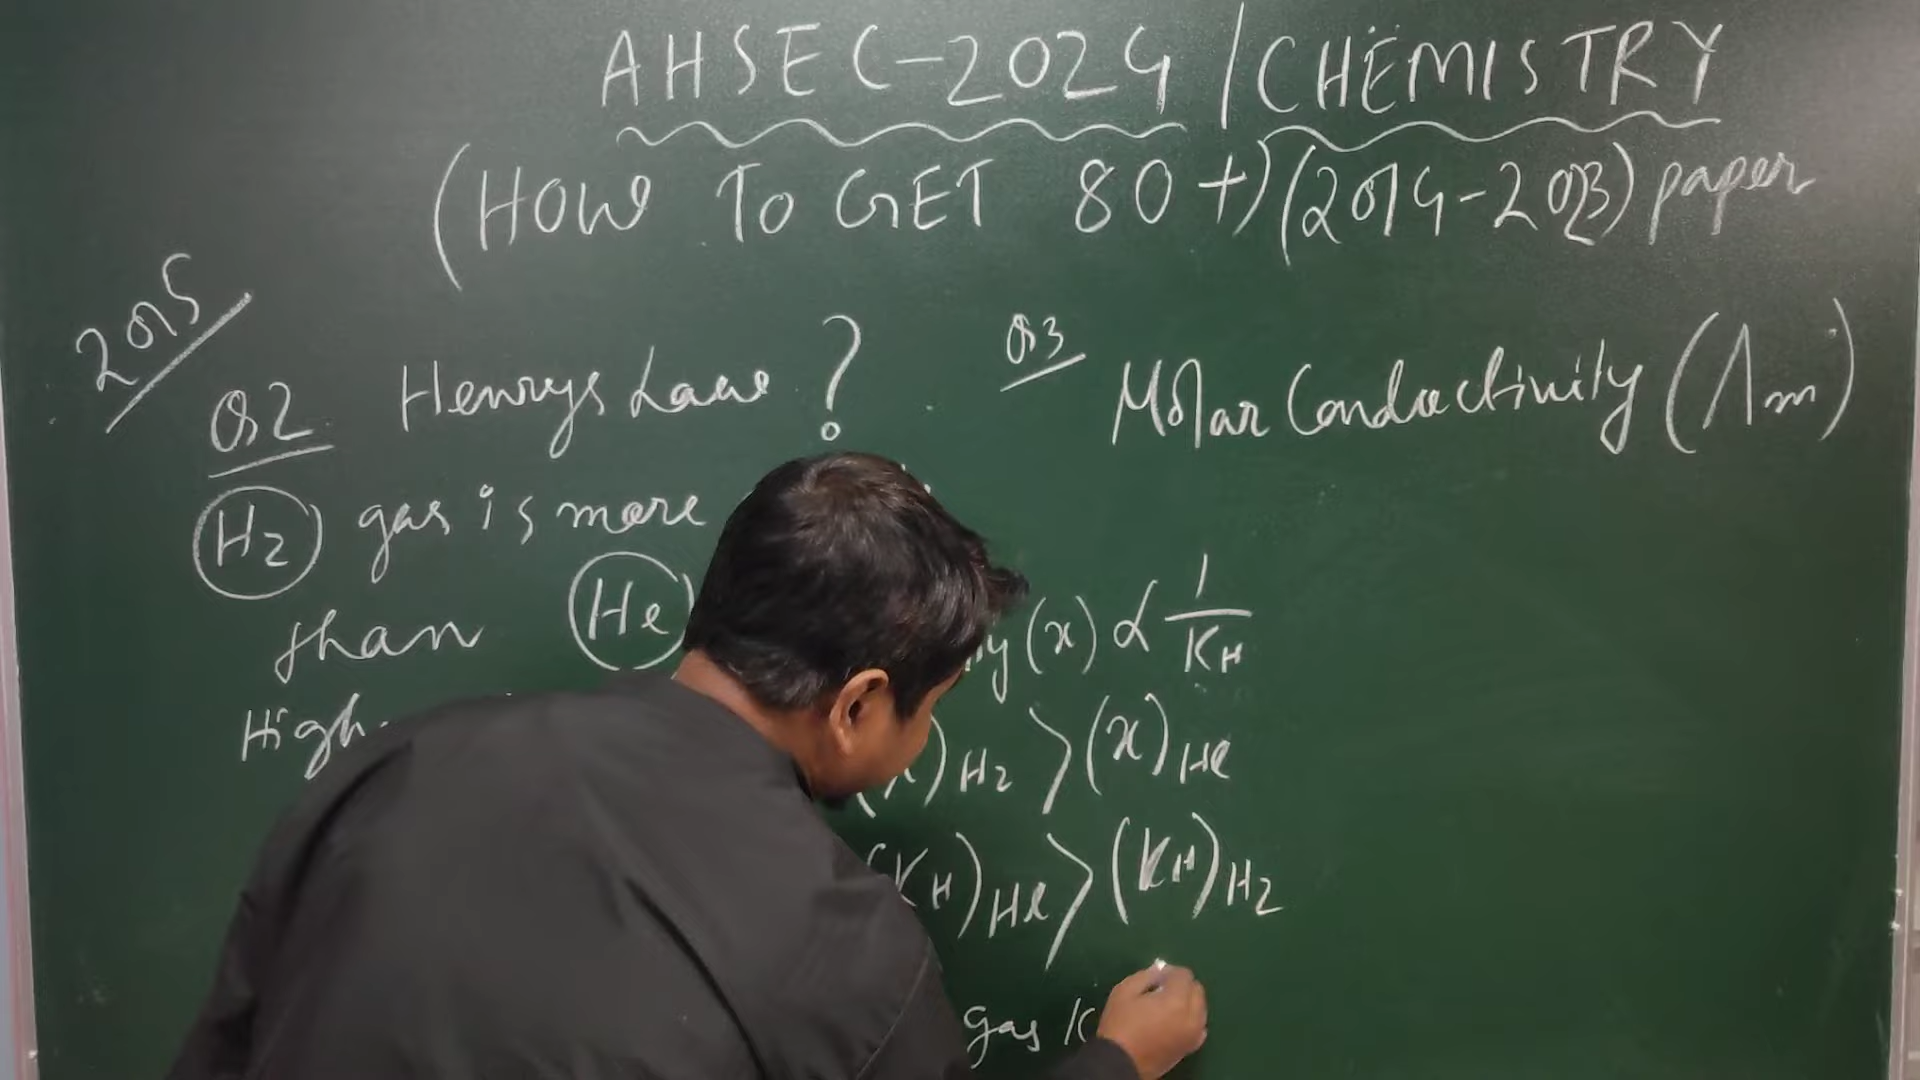 AHSEC-2024 / CHEMISTRY
(HOW TO GET 80+) (2014-2023) paper
2015
Q2 Henrys Law ?
H2 gas is more
than He
High
(x) ∝ 1/KH
)H2 > (x)He
(KH)He > (KH)H2
gas K
Q3 Molar Conductivity (Λm)